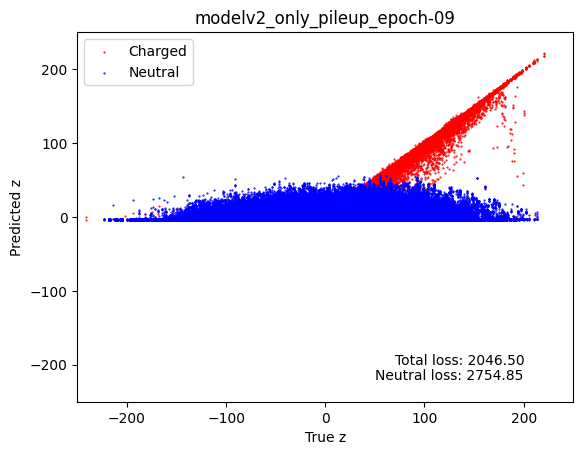 modelv2_only_pileup_epoch-09
Charged
Neutral
200
100
0
−100
−200
Predicted z
Total loss: 2046.50
Neutral loss: 2754.85
−200 −100 0 100 200
True z